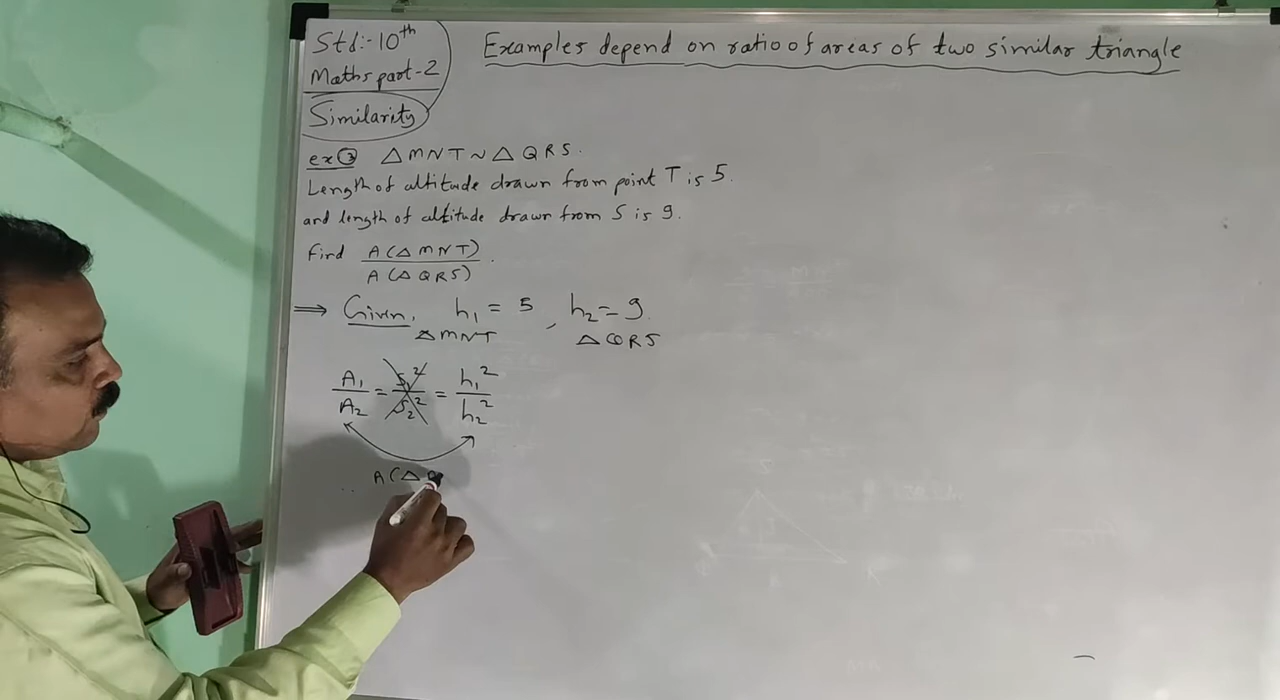 Std:- 10th
Maths part-2
Similarity
Examples depend on ratio of areas of two similar triangle
ex③ △MNT ~ △QRS.
Length of altitude drawn from point T is 5.
and length of altitude drawn from S is 9.
Find A(△MNT) / A(△QRS).
⟹ Given, h₁ = 5, h₂ = 9.
△MNT △QRS
A₁/A₂ = S₁²/S₂² = h₁²/h₂²
∴ A(△